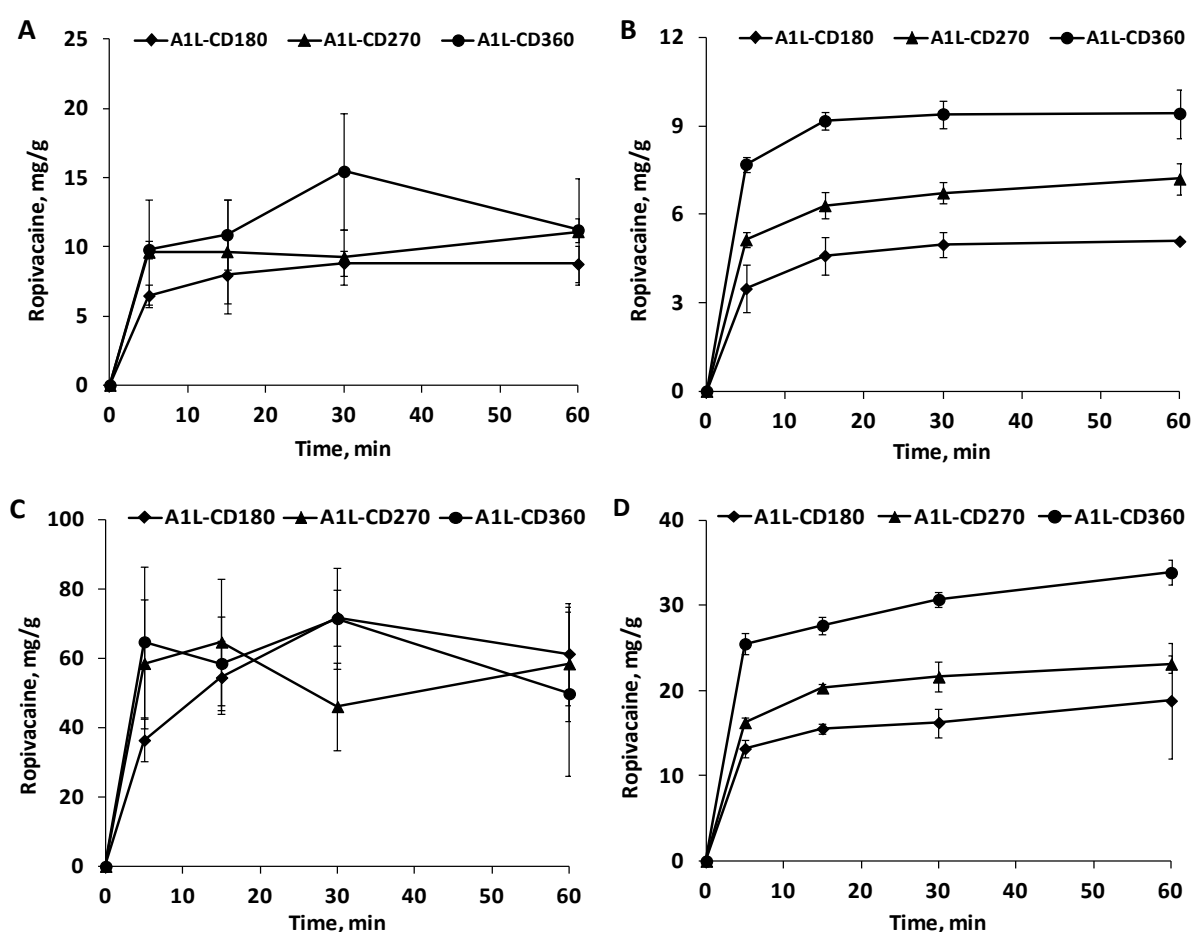 A
A1L-CD180 A1L-CD270 A1L-CD360
25
20
15
10
5
0
Ropivacaine, mg/g
0 10 20 30 40 50 60
Time, min
B
A1L-CD180 A1L-CD270 A1L-CD360
12
9
6
3
0
Ropivacaine, mg/g
0 10 20 30 40 50 60
Time, min
C
A1L-CD180 A1L-CD270 A1L-CD360
100
80
60
40
20
0
Ropivacaine, mg/g
0 10 20 30 40 50 60
Time, min
D
A1L-CD180 A1L-CD270 A1L-CD360
40
30
20
10
0
Ropivacaine, mg/g
0 10 20 30 40 50 60
Time, min